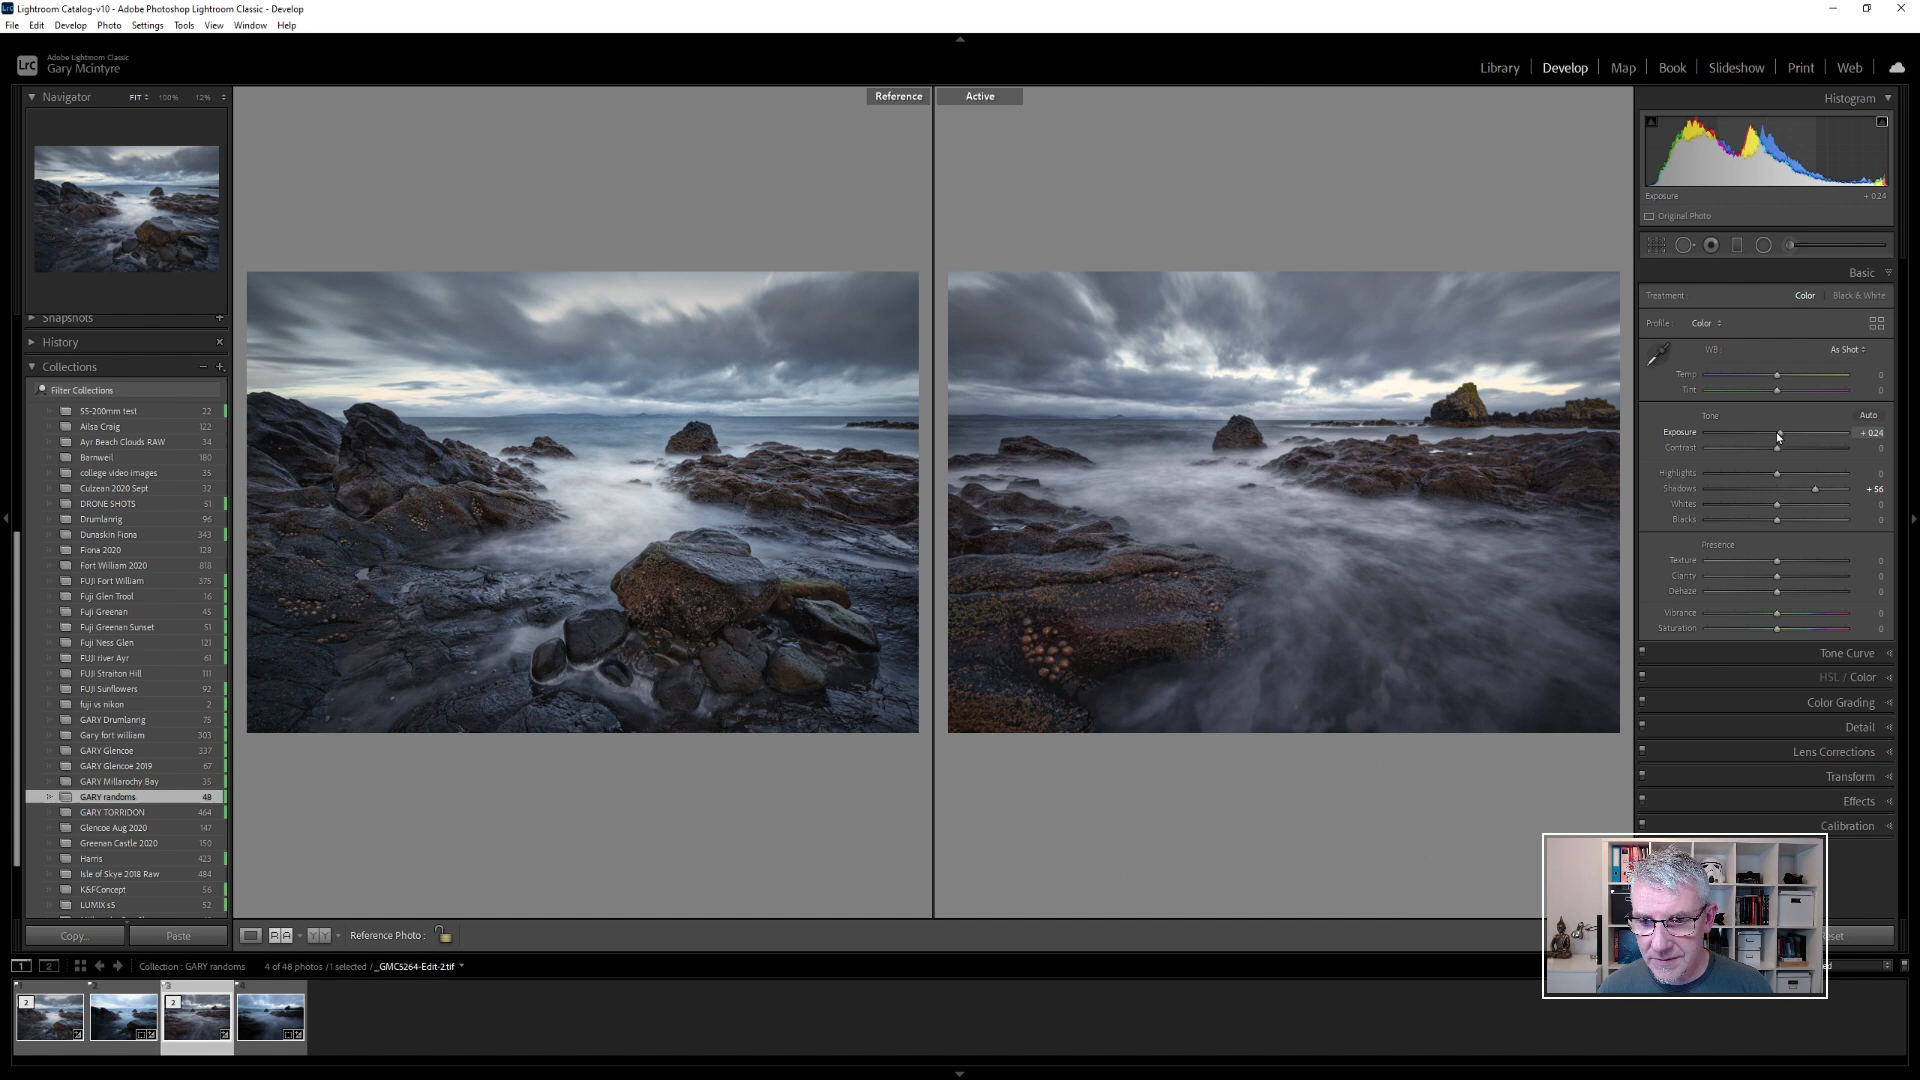 Lightroom Catalog-v10 - Adobe Photoshop Lightroom Classic - Develop
File Edit Develop Photo Settings Tools View Window Help
LrC Adobe Lightroom Classic
Gary Mcintyre
Library Develop Map Book Slideshow Print Web
Navigator FIT 100% 12%
Snapshots
History
Collections
Filter Collections
55-200mm test 22
Ailsa Craig 122
Ayr Beach Clouds RAW 34
Barnweil 180
college video images 35
Culzean 2020 Sept 32
DRONE SHOTS 51
Drumlanrig 96
Dunaskin Fiona 343
Fiona 2020 128
Fort William 2020 818
FUJI Fort William 375
Fuji Glen Trool 16
Fuji Greenan 45
Fuji Greenan Sunset 51
Fuji Ness Glen 121
FUJI river Ayr 61
FUJI Straiton Hill 111
FUJI Sunflowers 92
fuji vs nikon 2
GARY Drumlanrig 75
Gary fort william 303
GARY Glencoe 337
GARY Glencoe 2019 67
GARY Millarochy Bay 35
GARY randoms 48
GARY TORRIDON 464
Glencoe Aug 2020 147
Greenan Castle 2020 150
Harris 423
Isle of Skye 2018 Raw 484
K&FConcept 56
LUMIX s5 52
Copy... Paste
Reference Active
Histogram
Exposure + 0.24
Original Photo
Basic
Treatment : Color Black & White
Profile : Color
WB : As Shot
Temp 0
Tint 0
Tone Auto
Exposure + 0.24
Contrast 0
Highlights 0
Shadows + 56
Whites 0
Blacks 0
Presence
Texture 0
Clarity 0
Dehaze 0
Vibrance 0
Saturation 0
Tone Curve
HSL / Color
Color Grading
Detail
Lens Corrections
Transform
Effects
Calibration
R A Y Y Reference Photo :
1 2 Collection : GARY randoms 4 of 48 photos /1 selected /_GMC5264-Edit-2.tif
1 2 3 4
2 2